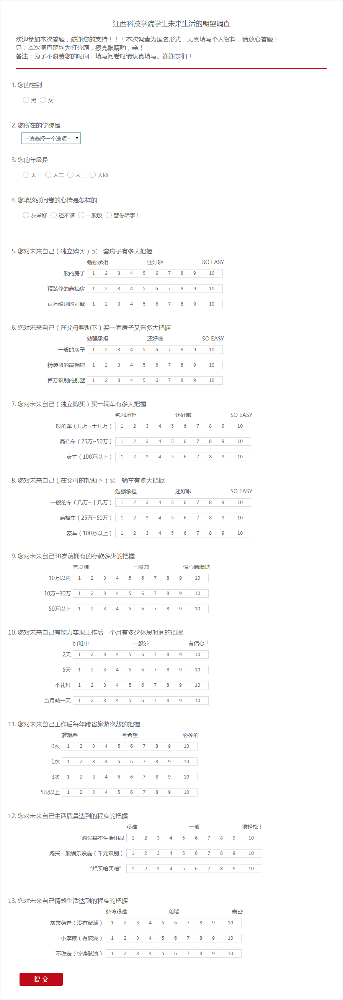 江西科技学院学生未来生活的期望调查
欢迎参加本次答题，感谢您的支持！！！本次调查为匿名形式，无需填写个人资料，请放心答题！
另：本次调查题均为打分题，擦亮眼睛哟，亲！
备注：为了不浪费您的时间，填写问卷时请认真填写。谢谢亲们！
1. 您的性别
男 女
2. 您所在的学院是
--请选择一个选项--
3. 您的年级是
大一 大二 大三 大四
4. 您填这张问卷的心情是怎样的
灰常好 还不错 一般般 管你啥事！
5. 您对未来自己（独立购买）买一套房子有多大把握
勉强承担 还好啦 SO EASY
一般的房子 1 2 3 4 5 6 7 8 9 10
精装修的高档房 1 2 3 4 5 6 7 8 9 10
百万级别的别墅 1 2 3 4 5 6 7 8 9 10
6. 您对未来自己（在父母帮助下）买一套房子又有多大把握
勉强承担 还好啦 SO EASY
一般的房子 1 2 3 4 5 6 7 8 9 10
精装修的高档房 1 2 3 4 5 6 7 8 9 10
百万级别的别墅 1 2 3 4 5 6 7 8 9 10
7. 您对未来自己（独立购买）买一辆车有多大把握
勉强承担 还好啦 SO EASY
一般的车（几万~十几万） 1 2 3 4 5 6 7 8 9 10
高档车（25万~50万） 1 2 3 4 5 6 7 8 9 10
豪车（100万以上） 1 2 3 4 5 6 7 8 9 10
8. 您对未来自己（在父母的帮助下）买一辆车有多大把握
勉强承担 还好啦 SO EASY
一般的车（几万~十几万） 1 2 3 4 5 6 7 8 9 10
高档车（25万~50万） 1 2 3 4 5 6 7 8 9 10
豪车（100万以上） 1 2 3 4 5 6 7 8 9 10
9. 您对未来自己30岁前拥有的存款多少的把握
有点难 一般啦 信心满满哒
10万以内 1 2 3 4 5 6 7 8 9 10
10万~30万 1 2 3 4 5 6 7 8 9 10
50万以上 1 2 3 4 5 6 7 8 9 10
10. 您对未来自己有能力实现工作后一个月有多少休息时间的把握
加班中 一般啦 有信心！
2天 1 2 3 4 5 6 7 8 9 10
5天 1 2 3 4 5 6 7 8 9 10
一个礼拜 1 2 3 4 5 6 7 8 9 10
当月减一天 1 2 3 4 5 6 7 8 9 10
11. 您对未来自己工作后每年跨省旅游次数的把握
梦想着 有希望 必须的
0次 1 2 3 4 5 6 7 8 9 10
1次 1 2 3 4 5 6 7 8 9 10
3次 1 2 3 4 5 6 7 8 9 10
5次以上 1 2 3 4 5 6 7 8 9 10
12. 您对未来自己生活质量达到的程度的把握
艰难 一般 很轻松！
购买基本生活用品 1 2 3 4 5 6 7 8 9 10
购买一般娱乐设施（千元级别） 1 2 3 4 5 6 7 8 9 10
“想买啥买啥” 1 2 3 4 5 6 7 8 9 10
13. 您对未来自己情感生活达到的程度的把握
处境艰难 和谐 亲密
灰常稳定（没有波澜） 1 2 3 4 5 6 7 8 9 10
小摩擦（有波澜） 1 2 3 4 5 6 7 8 9 10
不稳定（惊涛骇浪） 1 2 3 4 5 6 7 8 9 10
提交